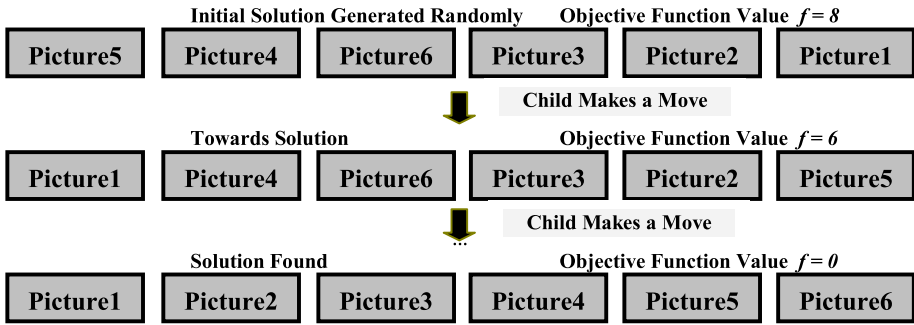 Initial Solution Generated Randomly Objective Function Value f = 8
Picture5 Picture4 Picture6 Picture3 Picture2 Picture1
Child Makes a Move
Towards Solution Objective Function Value f = 6
Picture1 Picture4 Picture6 Picture3 Picture2 Picture5
Child Makes a Move
...
Solution Found Objective Function Value f = 0
Picture1 Picture2 Picture3 Picture4 Picture5 Picture6